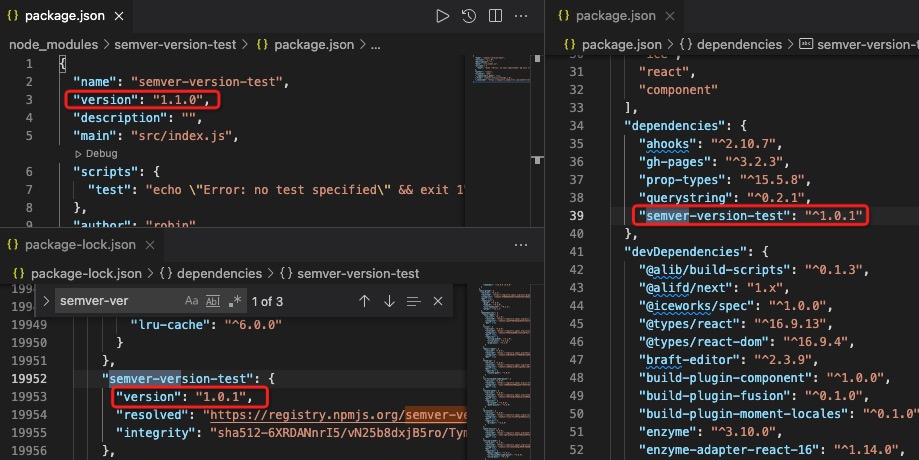 package.json
node_modules > semver-version-test > {} package.json > ...
1 {
2 "name": "semver-version-test",
3 "version": "1.1.0",
4 "description": "",
5 "main": "src/index.js",
Debug
6 "scripts": {
7 "test": "echo \"Error: no test specified\" && exit 1"
8 },
9 "author": "robin"
{} package-lock.json
{} package-lock.json > {} dependencies > {} semver-version-test
semver-ver Aa Ab| .* 1 of 3
19949 "lru-cache": "^6.0.0"
19950 }
19951 },
19952 "semver-version-test": {
19953 "version": "1.0.1",
19954 "resolved": "https://registry.npmjs.org/semver-ve
19955 "integrity": "sha512-6XRDANnrI5/vN25b8dxjB5ro/Tym
19956 },
{} package.json
{} package.json > {} dependencies > abc semver-version-t
30 "ice",
31 "react",
32 "component"
33 ],
34 "dependencies": {
35 "ahooks": "^2.10.7",
36 "gh-pages": "^3.2.3",
37 "prop-types": "^15.5.8",
38 "querystring": "^0.2.1",
39 "semver-version-test": "^1.0.1"
40 },
41 "devDependencies": {
42 "@alib/build-scripts": "^0.1.3",
43 "@alifd/next": "1.x",
44 "@iceworks/spec": "^1.0.0",
45 "@types/react": "^16.9.13",
46 "@types/react-dom": "^16.9.4",
47 "braft-editor": "^2.3.9",
48 "build-plugin-component": "^1.0.0",
49 "build-plugin-fusion": "^0.1.0",
50 "build-plugin-moment-locales": "^0.1.0"
51 "enzyme": "^3.10.0",
52 "enzyme-adapter-react-16": "^1.14.0",